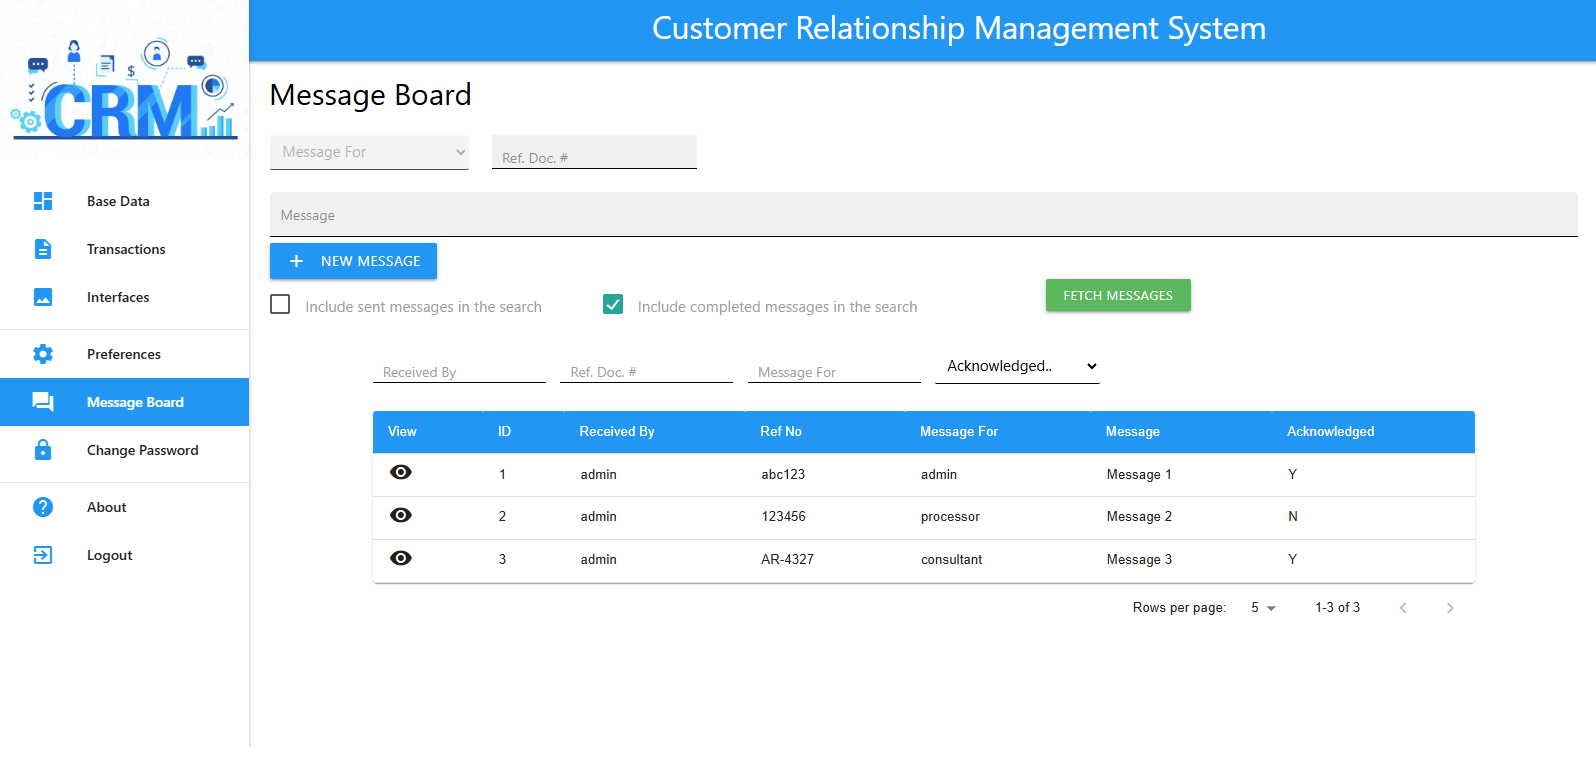 Customer Relationship Management System
CRM
$
Message Board
Message For
Ref. Doc. #
Message
NEW MESSAGE
Include sent messages in the search
Include completed messages in the search
FETCH MESSAGES
Base Data
Transactions
Interfaces
Preferences
Message Board
Change Password
About
Logout
Received By
Ref. Doc. #
Message For
Acknowledged..
View ID Received By Ref No Message For Message Acknowledged
1 admin abc123 admin Message 1 Y
2 admin 123456 processor Message 2 N
3 admin AR-4327 consultant Message 3 Y
Rows per page: 5 1-3 of 3